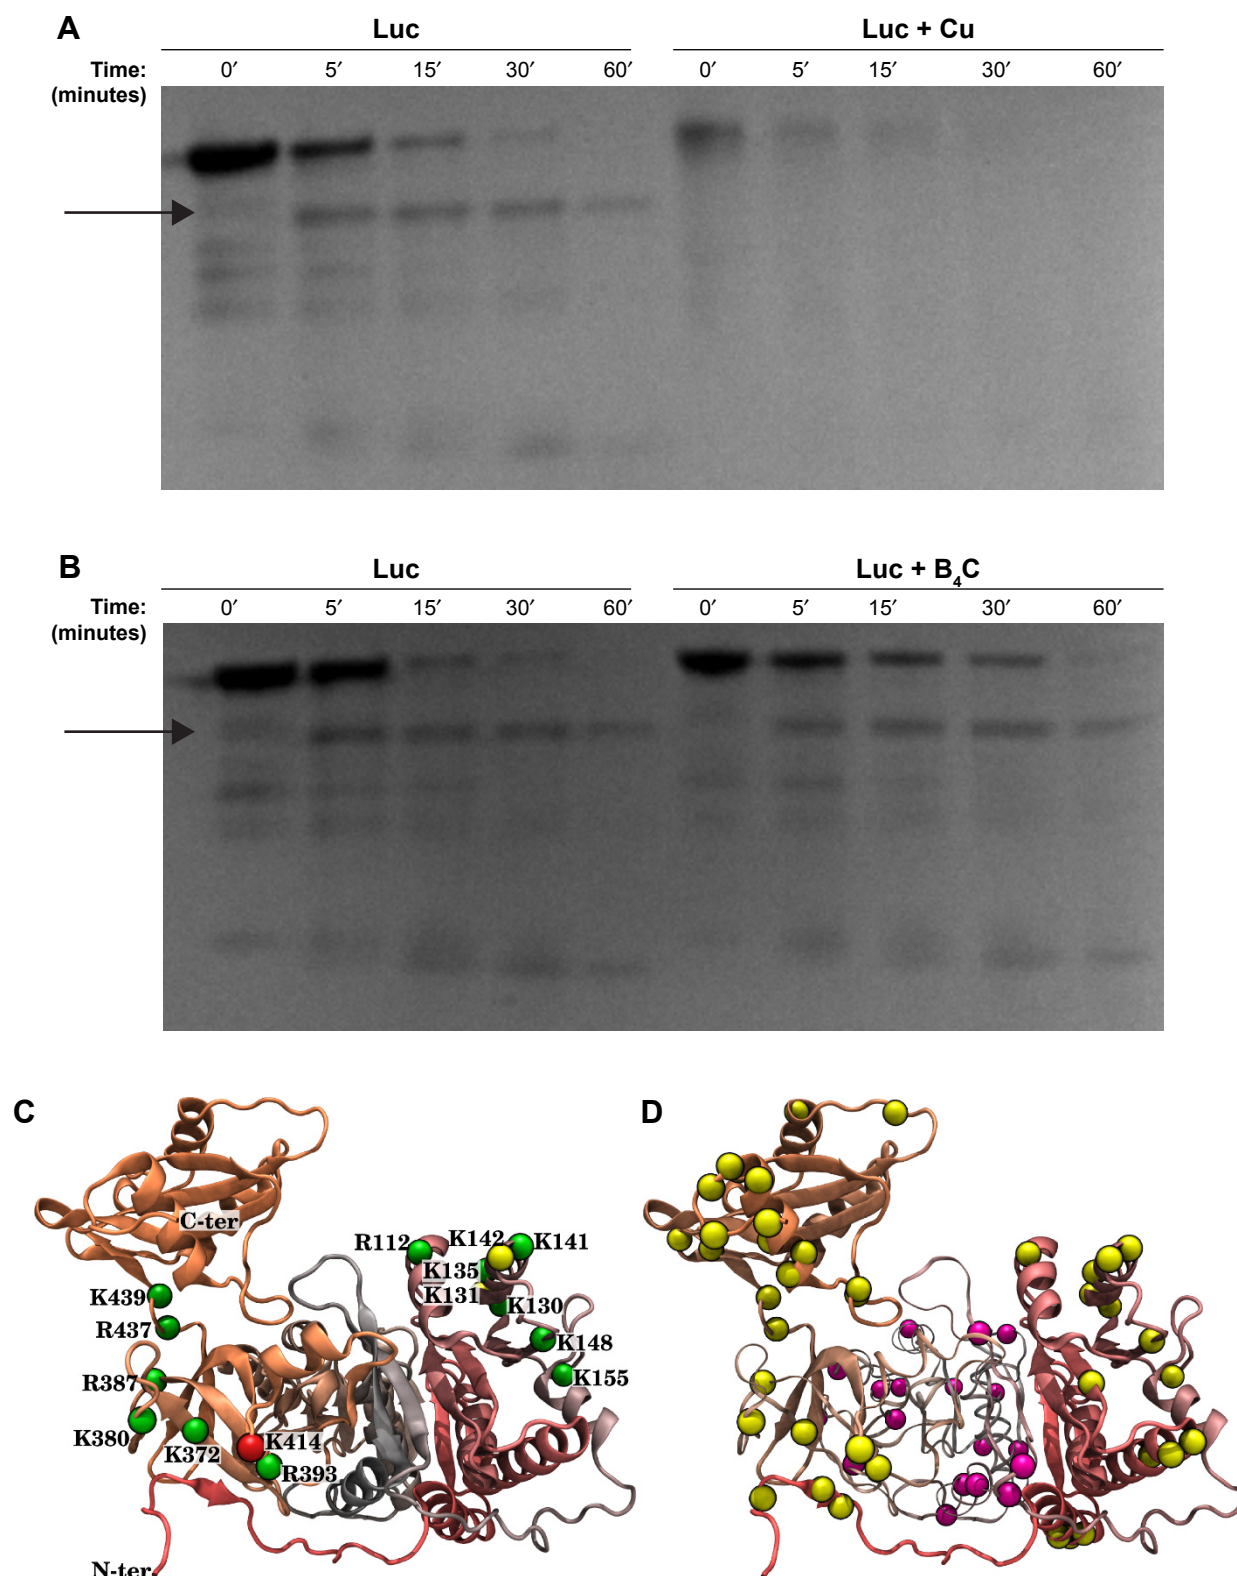 A
Luc
Luc + Cu
Time:
(minutes)
0′ 5′ 15′ 30′ 60′ 0′ 5′ 15′ 30′ 60′
B
Luc
Luc + B₄C
Time:
(minutes)
0′ 5′ 15′ 30′ 60′ 0′ 5′ 15′ 30′ 60′
C
C-ter
R112
K142
K141
K135
K131
K130
K439
R437
K148
K155
R387
K380
K372
K414
R393
N-ter
D